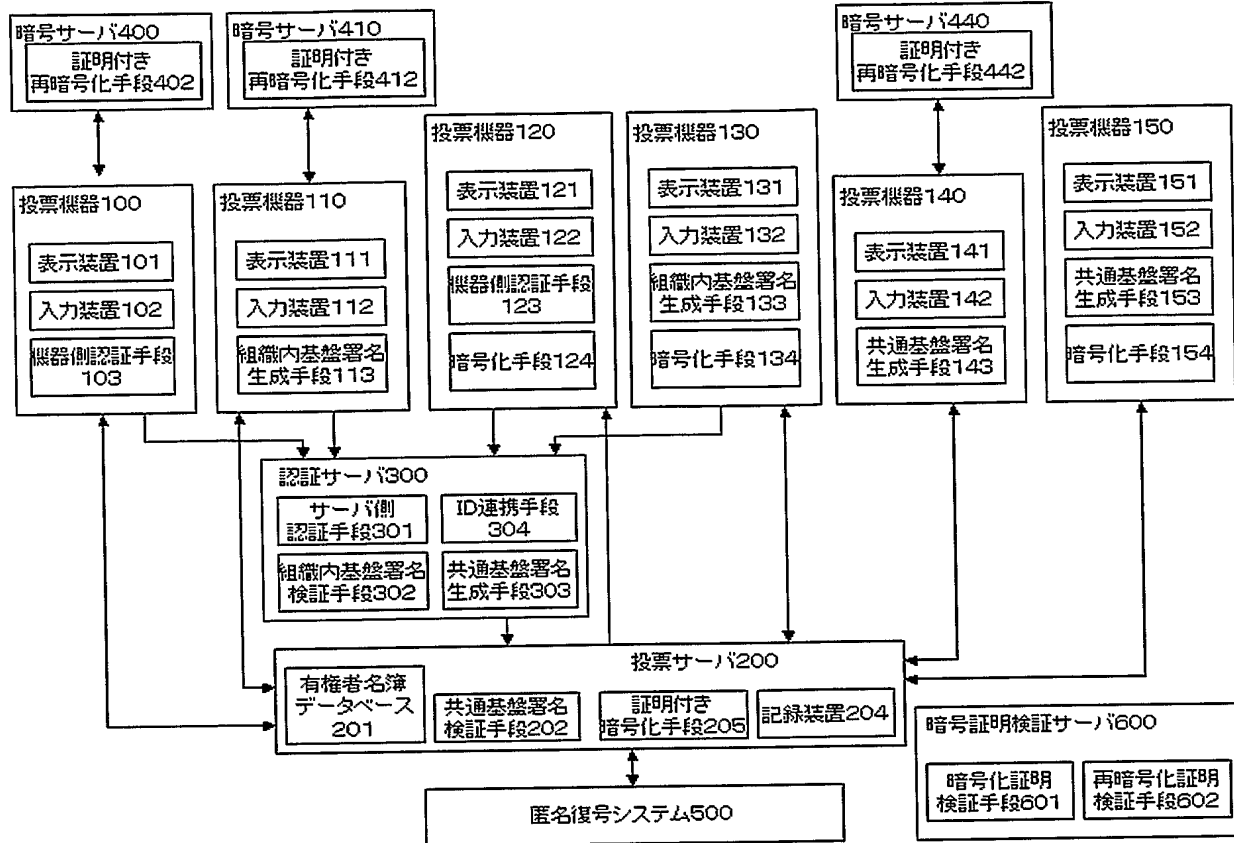 暗号サーバ400
証明付き
再暗号化手段402
暗号サーバ410
証明付き
再暗号化手段412
暗号サーバ440
証明付き
再暗号化手段442
投票機器100
表示装置101
入力装置102
機器側認証手段
103
投票機器110
表示装置111
入力装置112
組織内基盤署名
生成手段113
投票機器120
表示装置121
入力装置122
機器側認証手段
123
暗号化手段124
投票機器130
表示装置131
入力装置132
組織内基盤署名
生成手段133
暗号化手段134
投票機器140
表示装置141
入力装置142
共通基盤署名
生成手段143
投票機器150
表示装置151
入力装置152
共通基盤署名
生成手段153
暗号化手段154
認証サーバ300
サーバ側
認証手段301
ID連携手段
304
組織内基盤署名
検証手段302
共通基盤署名
生成手段303
投票サーバ200
有権者名簿
データベース
201
共通基盤署名
検証手段202
証明付き
暗号化手段205
記録装置204
匿名復号システム500
暗号証明検証サーバ600
暗号化証明
検証手段601
再暗号化証明
検証手段602